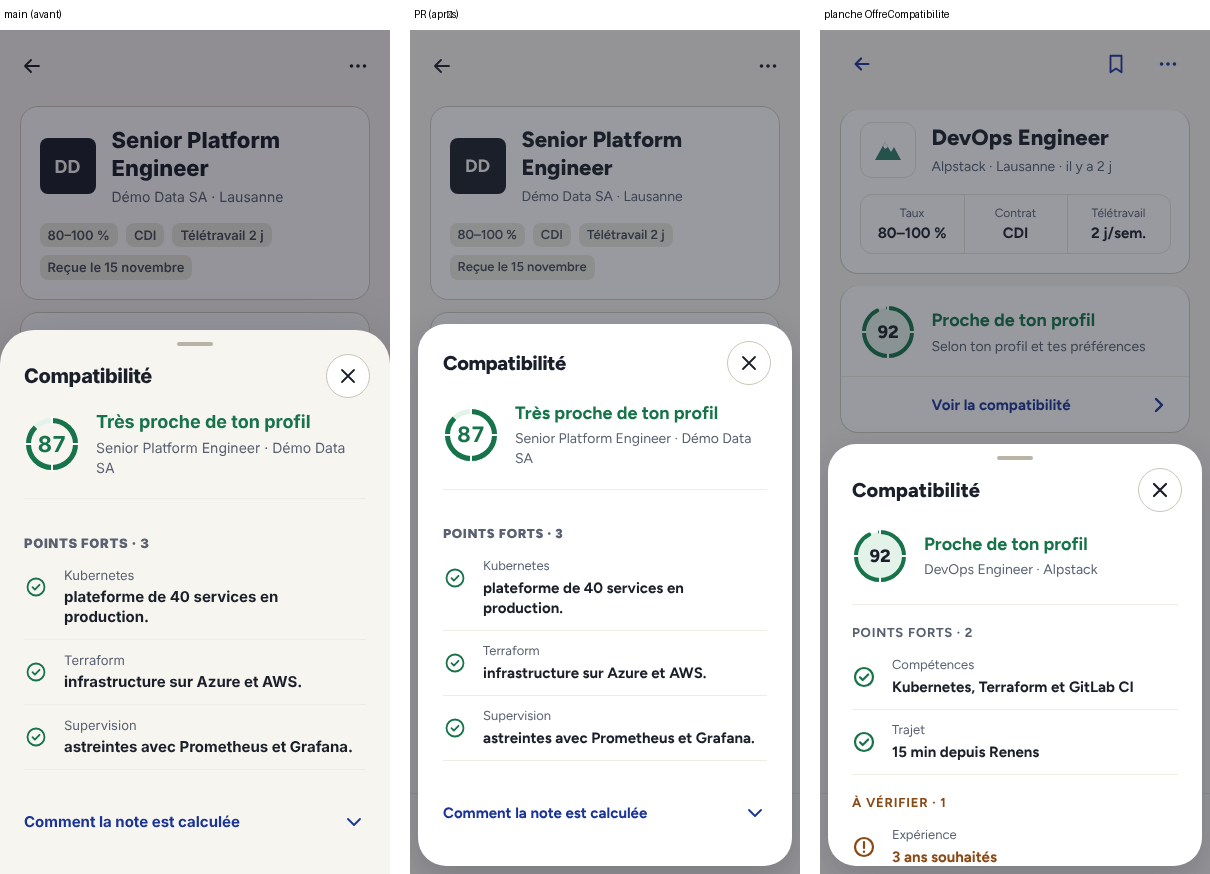 main (avant)
Senior Platform
Engineer
DD
Démo Data SA · Lausanne
80–100 %
CDI
Télétravail 2 j
Reçue le 15 novembre
Compatibilité
87
Très proche de ton profil
Senior Platform Engineer · Démo Data
SA
POINTS FORTS · 3
Kubernetes
plateforme de 40 services en
production.
Terraform
infrastructure sur Azure et AWS.
Supervision
astreintes avec Prometheus et Grafana.
Comment la note est calculée
Senior Platform
Engineer
DD
Démo Data SA · Lausanne
80–100 %
CDI
Télétravail 2 j
Reçue le 15 novembre
Compatibilité
87
Très proche de ton profil
Senior Platform Engineer · Démo Data
SA
POINTS FORTS · 3
Kubernetes
plateforme de 40 services en
production.
Terraform
infrastructure sur Azure et AWS.
Supervision
astreintes avec Prometheus et Grafana.
Comment la note est calculée
planche OffreCompatibilite
DevOps Engineer
Alpstack · Lausanne · il y a 2 j
Taux
80–100 %
Contrat
CDI
Télétravail
2 j/sem.
92
Proche de ton profil
Selon ton profil et tes préférences
Voir la compatibilité
Compatibilité
92
Proche de ton profil
DevOps Engineer · Alpstack
POINTS FORTS · 2
Compétences
Kubernetes, Terraform et GitLab CI
Trajet
15 min depuis Renens
À VÉRIFIER · 1
Expérience
3 ans souhaités